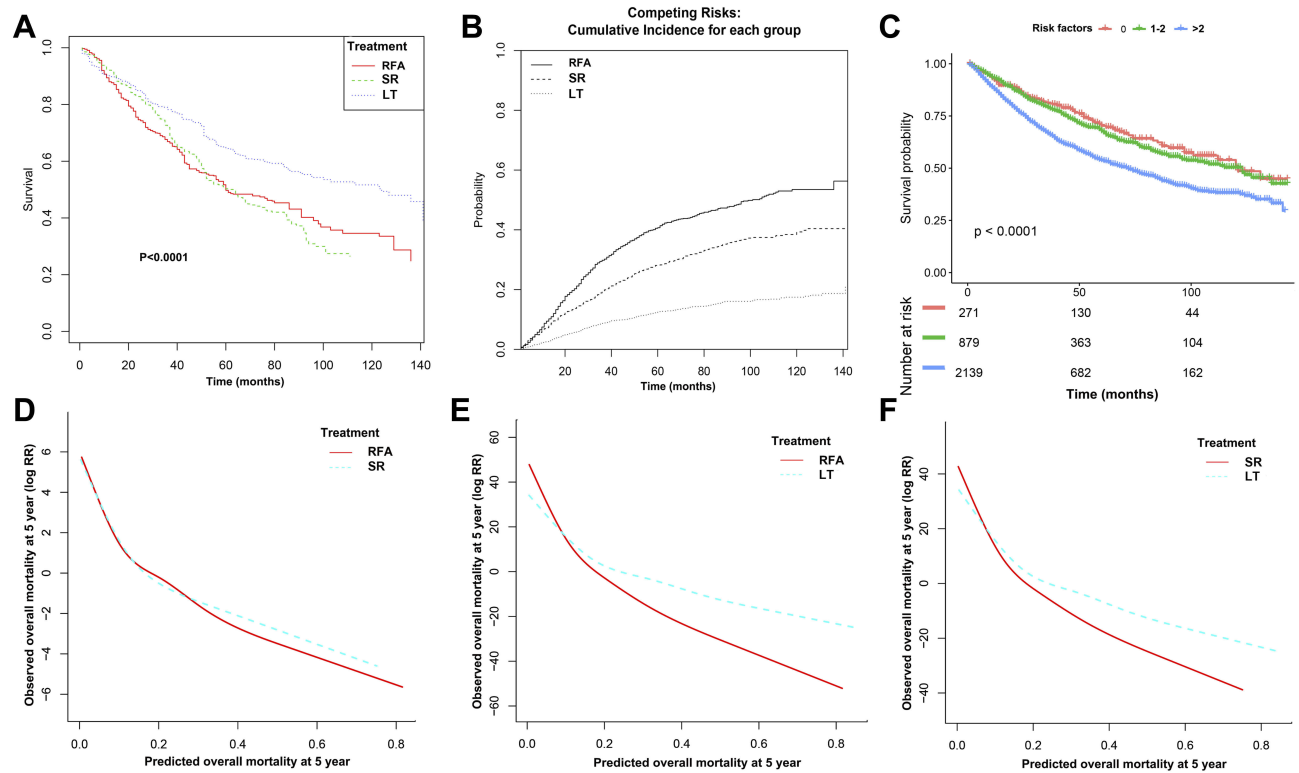 A
Treatment
RFA
SR
LT
Survival
1.0
0.8
0.6
0.4
0.2
0.0
P<0.0001
0 20 40 60 80 100 120 140
Time (months)
B
Competing Risks:
Cumulative Incidence for each group
RFA
SR
LT
Probability
1.0
0.8
0.6
0.4
0.2
0.0
20 40 60 80 100 120 140
Time (months)
C
Risk factors 0 1-2 >2
Survival probability
1.00
0.75
0.50
0.25
0.00
p < 0.0001
0 50 100
Number at risk
271 130 44
879 363 104
2139 682 162
Time (months)
D
Treatment
RFA
SR
Observed overall mortality at 5 year (log RR)
6
4
2
0
−2
−4
−6
0.0 0.2 0.4 0.6 0.8
Predicted overall mortality at 5 year
E
Treatment
RFA
LT
Observed overall mortality at 5 year (log RR)
60
40
20
0
−20
−40
−60
0.0 0.2 0.4 0.6 0.8
Predicted overall mortality at 5 year
F
Treatment
SR
LT
Observed overall mortality at 5 year (log RR)
40
20
0
−20
−40
0.0 0.2 0.4 0.6 0.8
Predicted overall mortality at 5 year